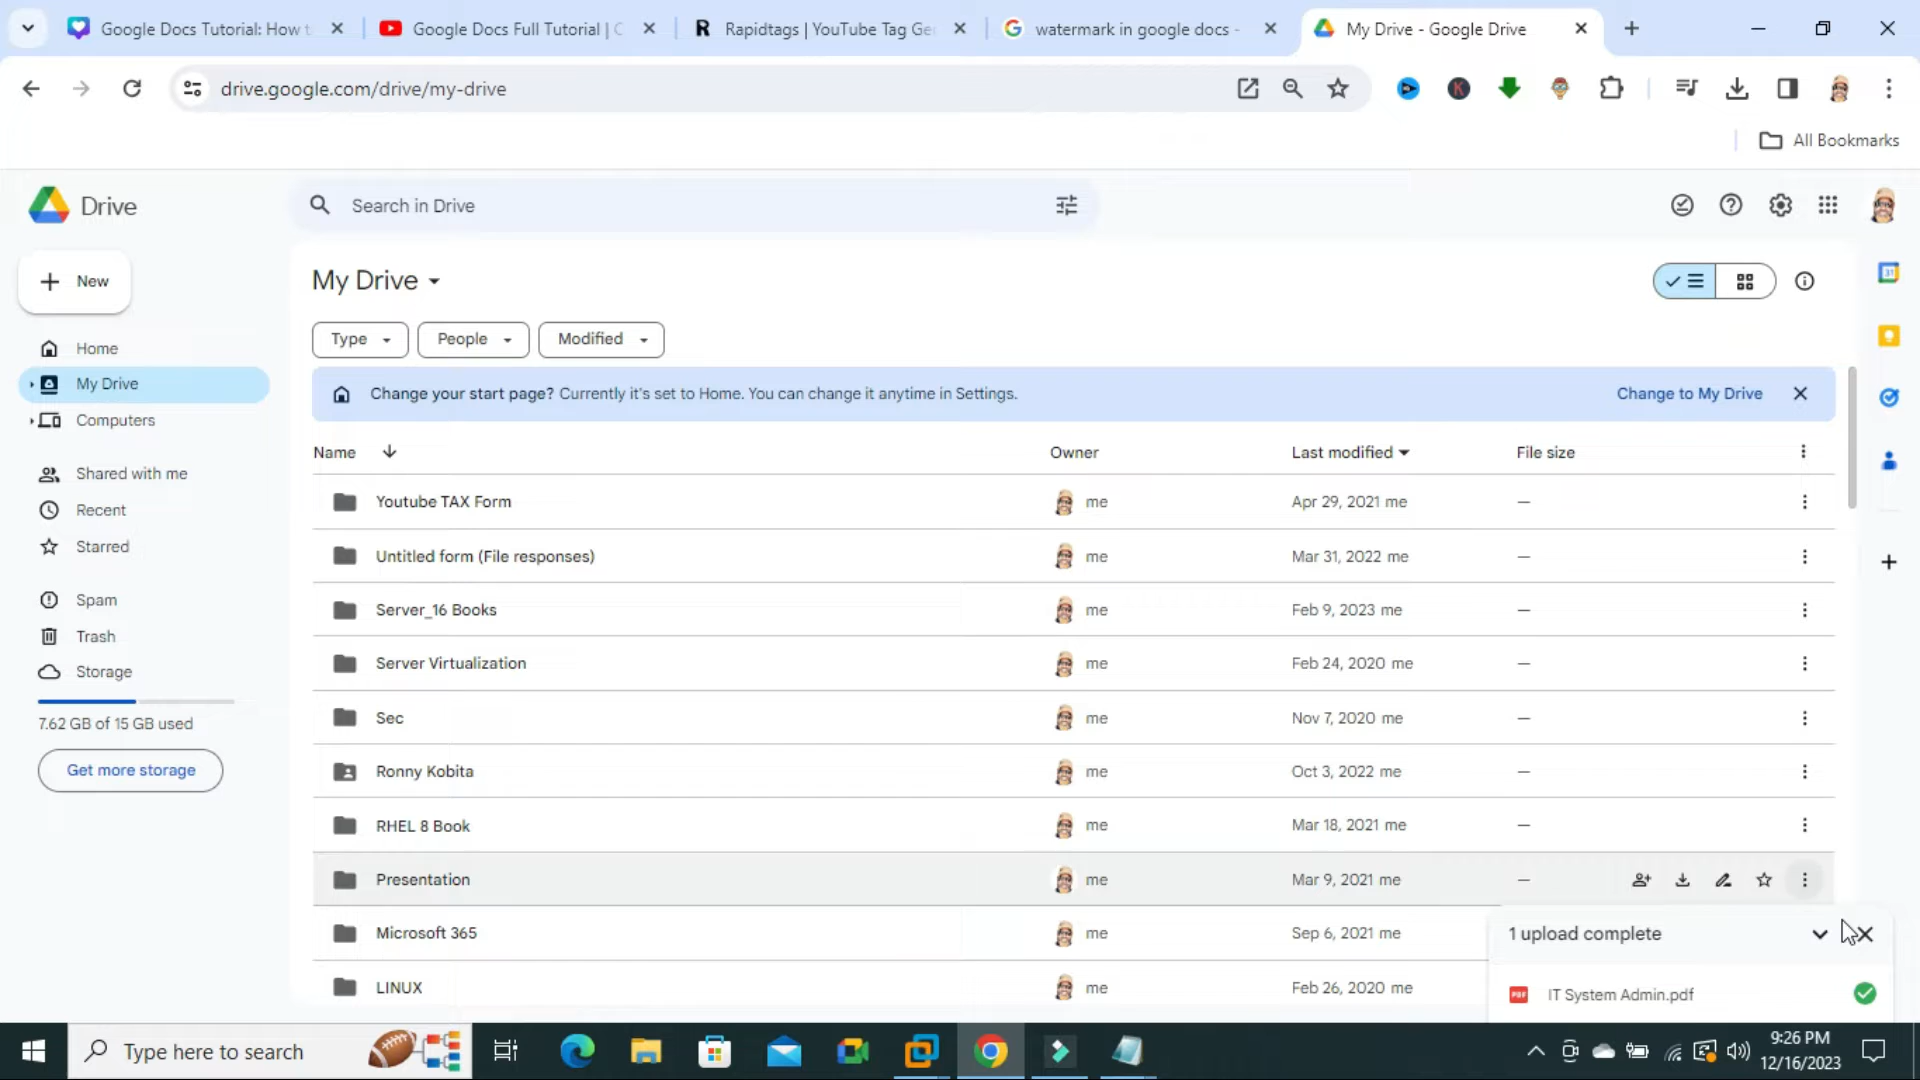 Google Docs Tutorial: How t
Google Docs Full Tutorial | C
Rapidtags | YouTube Tag Ge
watermark in google docs -
My Drive - Google Drive
drive.google.com/drive/my-drive
All Bookmarks
Drive
Search in Drive
New
My Drive
Home
Type
People
Modified
My Drive
Change your start page? Currently it's set to Home. You can change it anytime in Settings.
Change to My Drive
Computers
Name Owner Last modified File size
Shared with me
Youtube TAX Form me Apr 29, 2021 me —
Recent
Starred
Untitled form (File responses) me Mar 31, 2022 me —
Spam
Server_16 Books me Feb 9, 2023 me —
Trash
Server Virtualization me Feb 24, 2020 me —
Storage
7.62 GB of 15 GB used
Sec me Nov 7, 2020 me —
Get more storage
Ronny Kobita me Oct 3, 2022 me —
RHEL 8 Book me Mar 18, 2021 me —
Presentation me Mar 9, 2021 me —
Microsoft 365 me Sep 6, 2021 me
1 upload complete
LINUX me Feb 26, 2020 me
PDF IT System Admin.pdf
Type here to search
9:26 PM
12/16/2023